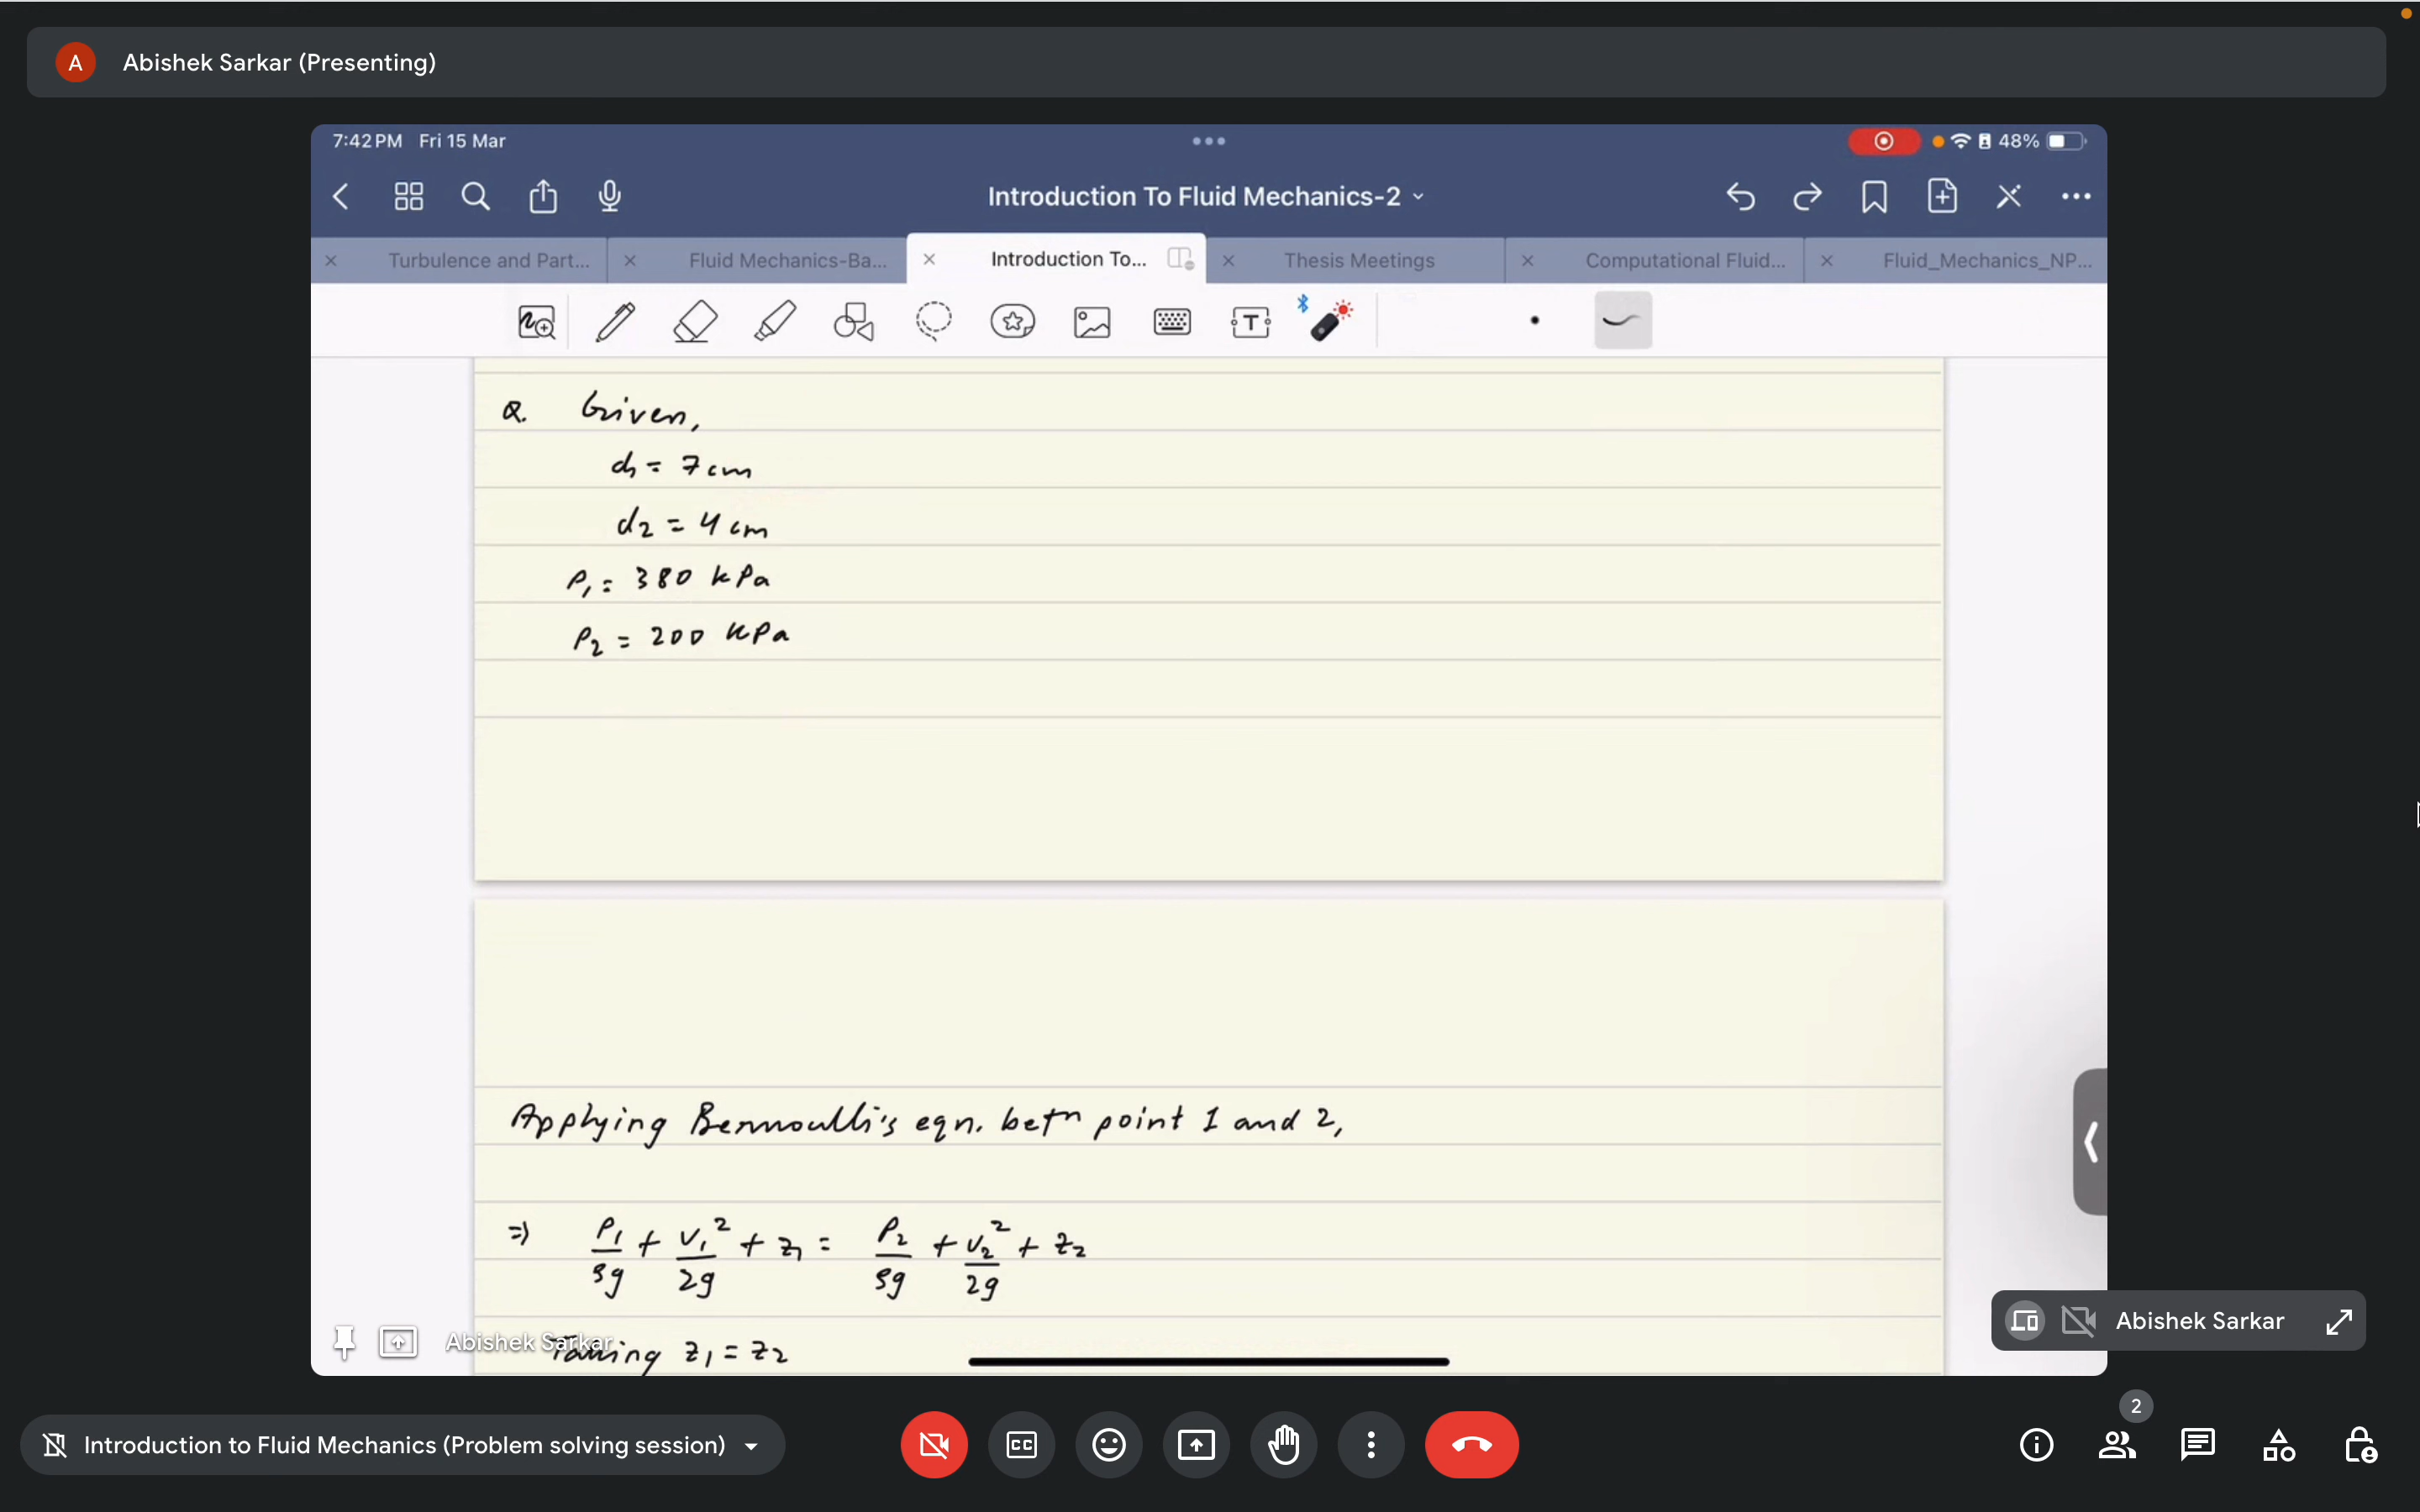 A Abishek Sarkar (Presenting)
7:42 PM Fri 15 Mar
48%
Introduction To Fluid Mechanics-2
Turbulence and Part...
Fluid Mechanics-Ba...
Introduction To...
Thesis Meetings
Computational Fluid...
Fluid_Mechanics_NP...
T
Q. Given,
d₁ = 7 cm
d₂ = 4 cm
P₁ = 380 kPa
P₂ = 200 kPa
Applying Bernoulli's eqn. betⁿ point 1 and 2,
⇒ P₁/ρg + v₁²/2g + z₁ = P₂/ρg + v₂²/2g + z₂
Taking z₁ = z₂
Abishek Sarkar
Abishek Sarkar
2
Introduction to Fluid Mechanics (Problem solving session)
CC